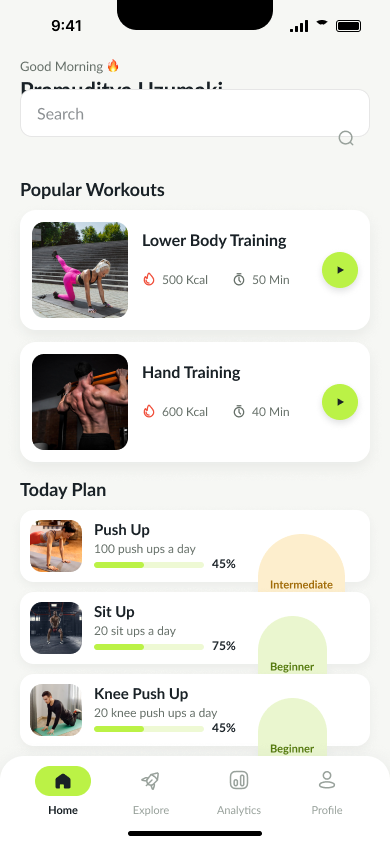 9:41
Good Morning 🔥
Pramuditya Uzumaki
Search
Popular Workouts
Lower Body Training
500 Kcal
50 Min
Hand Training
600 Kcal
40 Min
Today Plan
Push Up
100 push ups a day
45%
Intermediate
Sit Up
20 sit ups a day
75%
Beginner
Knee Push Up
20 knee push ups a day
45%
Beginner
Home
Explore
Analytics
Profile